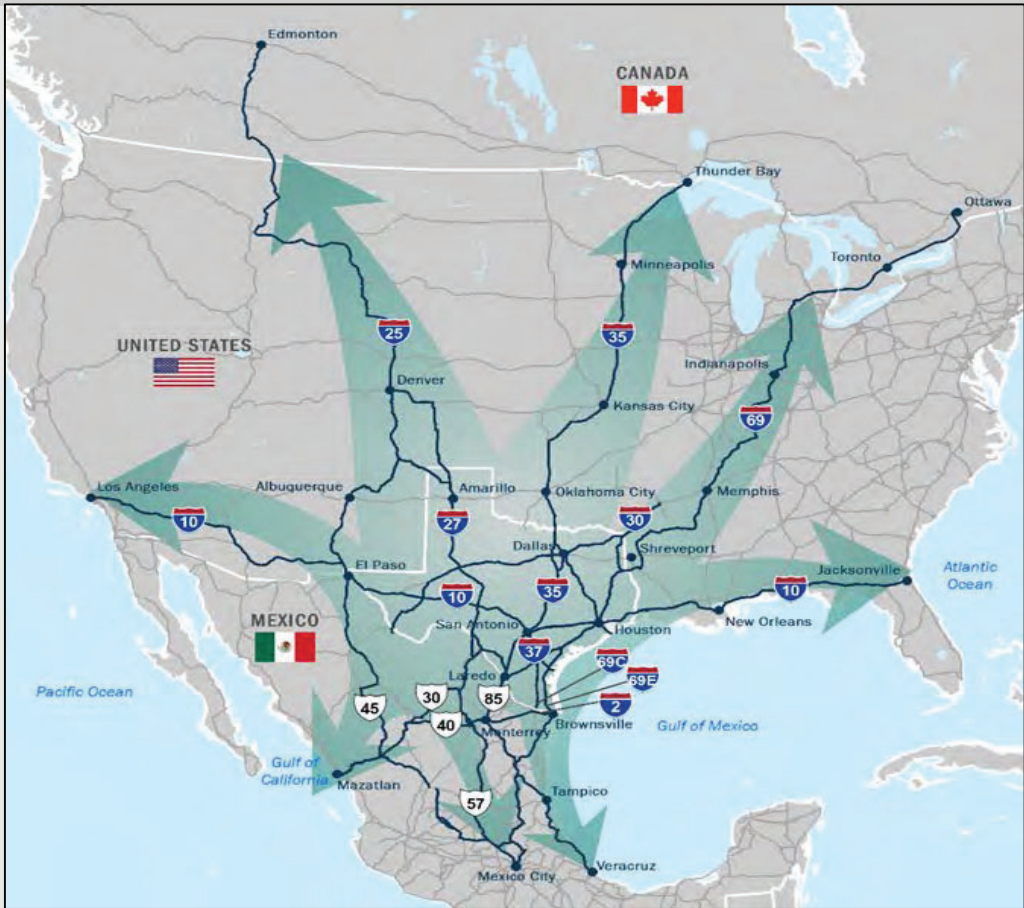 Edmonton
CANADA
Thunder Bay
Ottawa
Toronto
Minneapolis
25
35
UNITED STATES
Indianapolis
Denver
Kansas City
69
Los Angeles
Albuquerque
Amarillo
Oklahoma City
Memphis
10
27
30
Dallas
Shreveport
El Paso
Jacksonville
Atlantic
Ocean
10
35
10
MEXICO
San Antonio
Houston
New Orleans
37
69C
Laredo
69E
Pacific Ocean
45
30
85
2
40
Monterrey
Brownsville
Gulf of Mexico
Gulf of
California
Mazatlan
57
Tampico
Mexico City
Veracruz